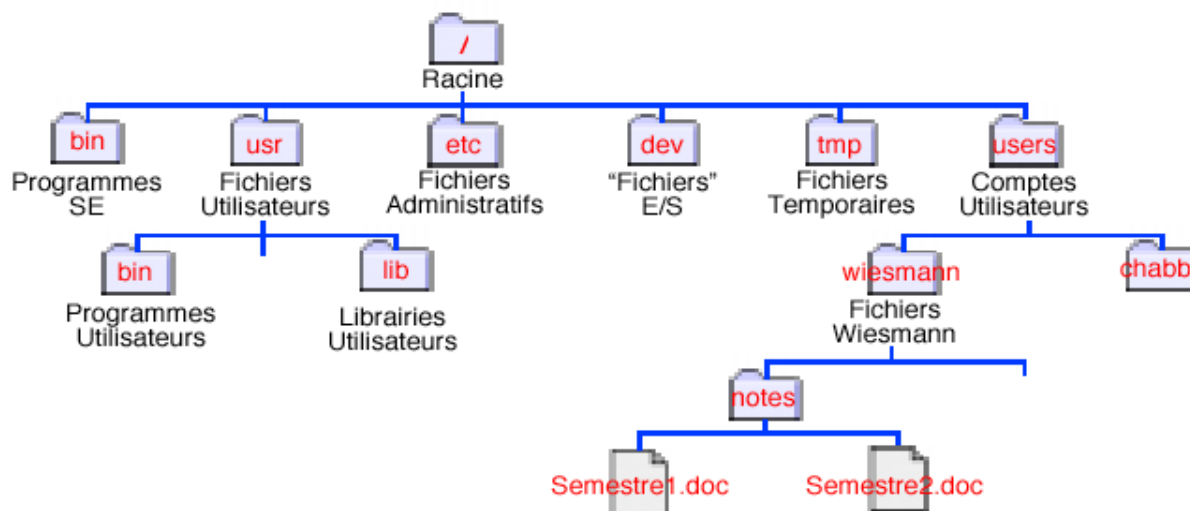 /
Racine
bin
usr
etc
dev
tmp
users
Programmes
SE
Fichiers
Utilisateurs
Fichiers
Administratifs
“Fichiers”
E/S
Fichiers
Temporaires
Comptes
Utilisateurs
bin
lib
wiesmann
chabb
Programmes
Utilisateurs
Librairies
Utilisateurs
Fichiers
Wiesmann
notes
Semestre1.doc
Semestre2.doc